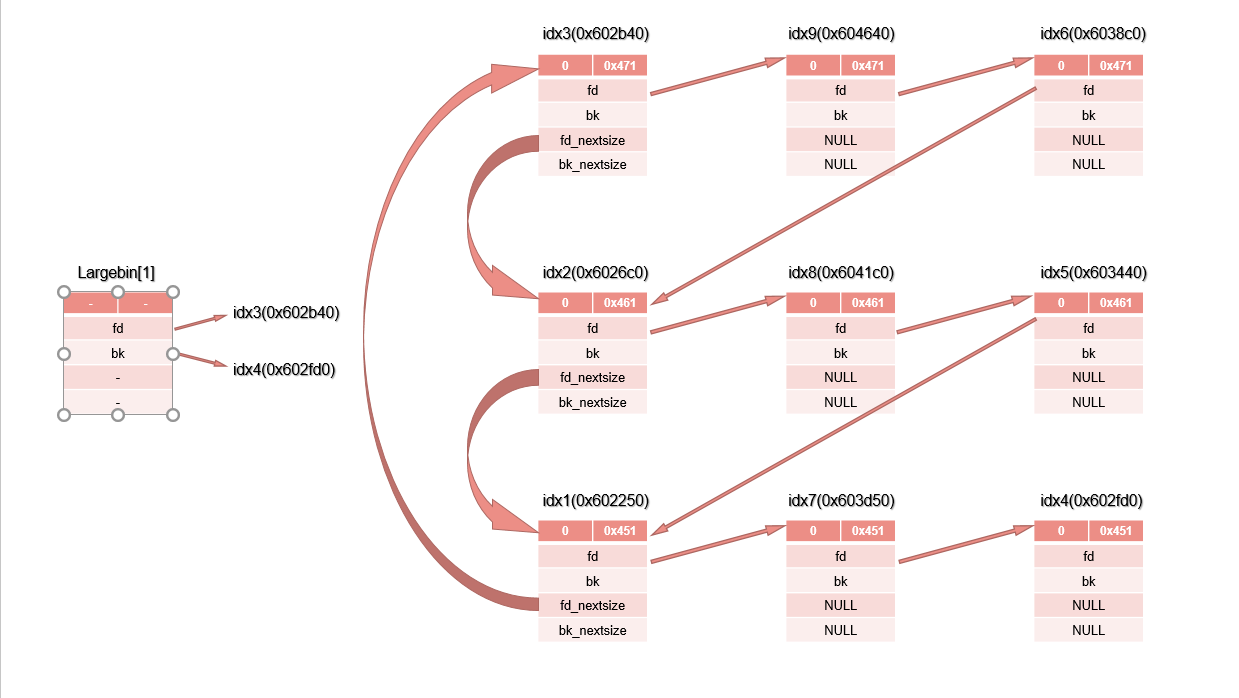 idx3(0x602b40) idx9(0x604640) idx6(0x6038c0)
0 0x471 0 0x471 0 0x471
fd fd fd
bk bk bk
fd_nextsize NULL NULL
bk_nextsize NULL NULL
Largebin[1]
- -
fd
bk
-
-
idx3(0x602b40)
idx4(0x602fd0)
idx2(0x6026c0) idx8(0x6041c0) idx5(0x603440)
0 0x461 0 0x461 0 0x461
fd fd fd
bk bk bk
fd_nextsize NULL NULL
bk_nextsize NULL NULL
idx1(0x602250) idx7(0x603d50) idx4(0x602fd0)
0 0x451 0 0x451 0 0x451
fd fd fd
bk bk bk
fd_nextsize NULL NULL
bk_nextsize NULL NULL